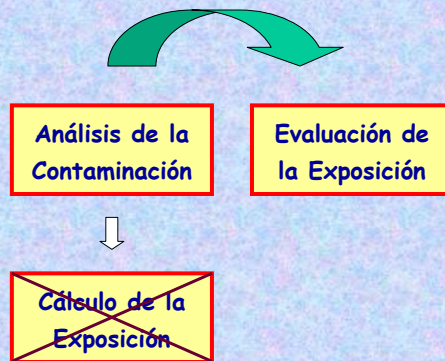 Análisis de la
Contaminación
Evaluación de
la Exposición
Cálculo de la
Exposición